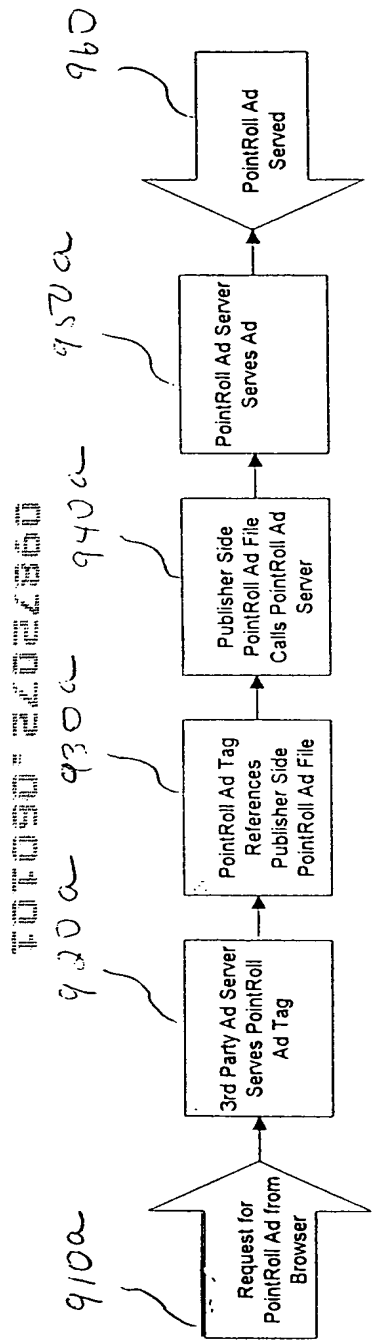 910a
Request for
PointRoll Ad from
Browser
920a
3rd Party Ad Server
Serves PointRoll
Ad Tag
930a
PointRoll Ad Tag
References
Publisher Side
PointRoll Ad File
940a
Publisher Side
PointRoll Ad File
Calls PointRoll Ad
Server
950a
PointRoll Ad Server
Serves Ad
960
PointRoll Ad
Served